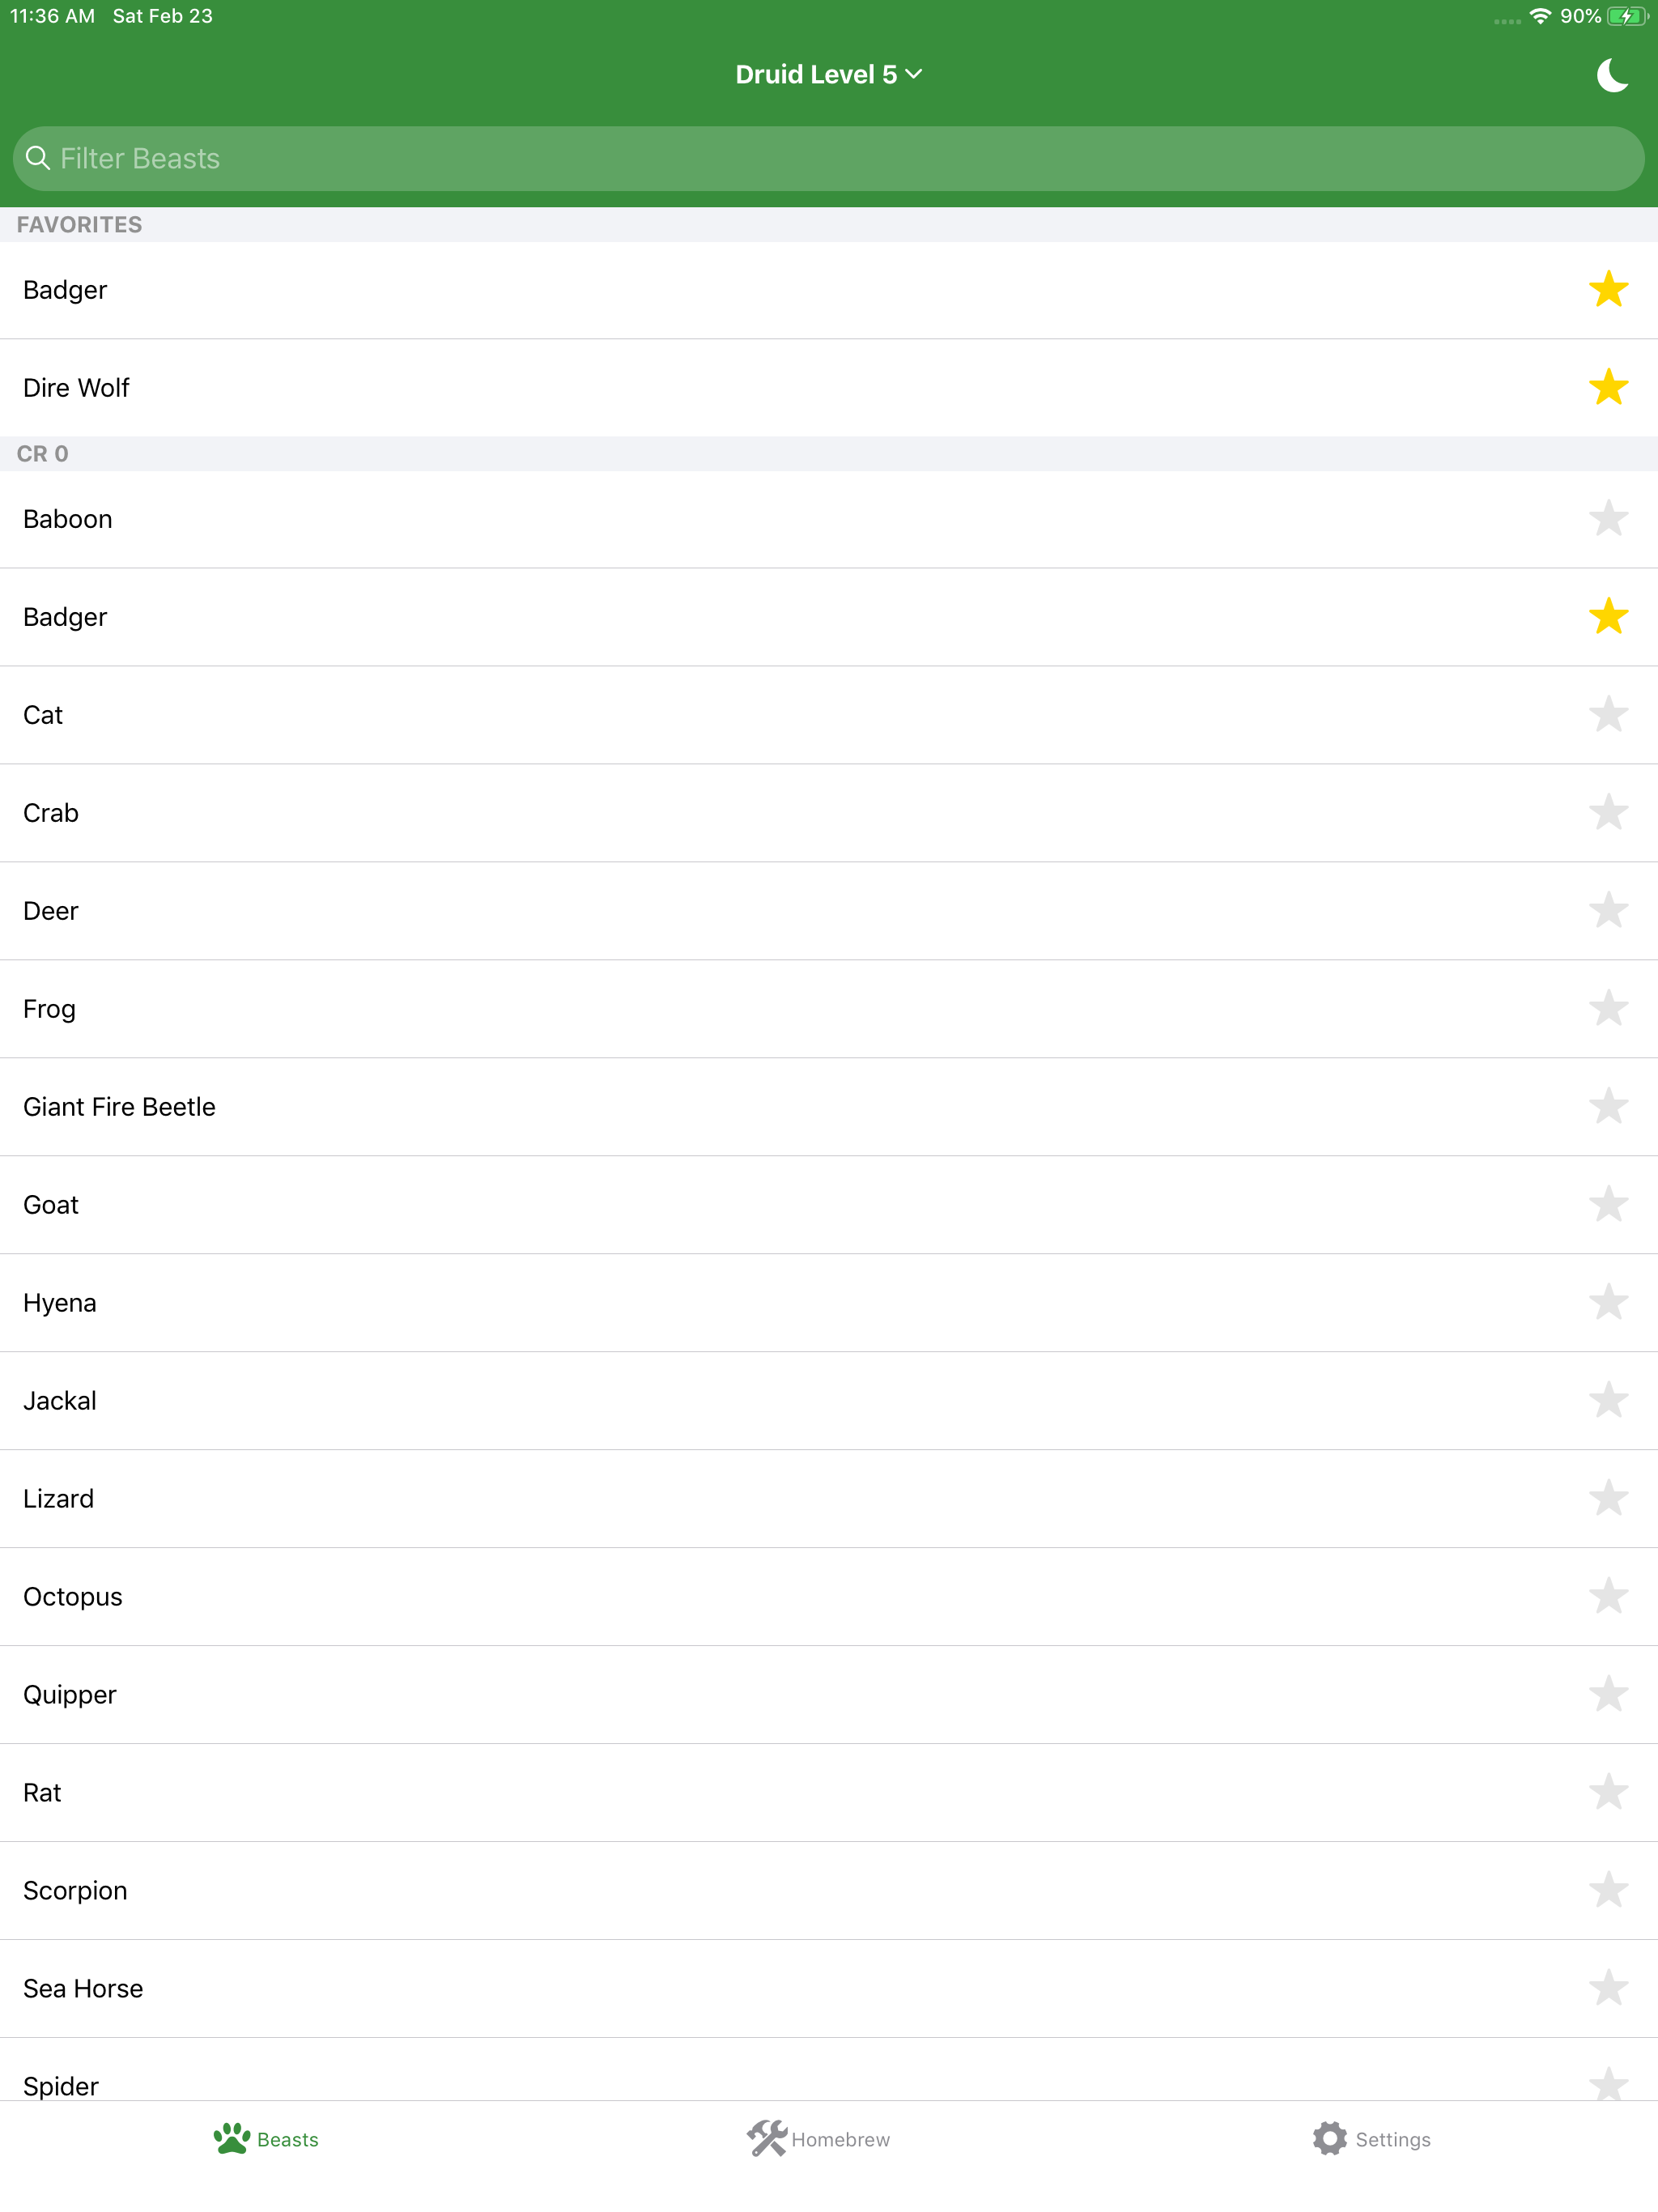 11:36 AM Sat Feb 23 90%
Druid Level 5
Filter Beasts
FAVORITES
Badger
Dire Wolf
CR 0
Baboon
Badger
Cat
Crab
Deer
Frog
Giant Fire Beetle
Goat
Hyena
Jackal
Lizard
Octopus
Quipper
Rat
Scorpion
Sea Horse
Spider
Beasts Homebrew Settings